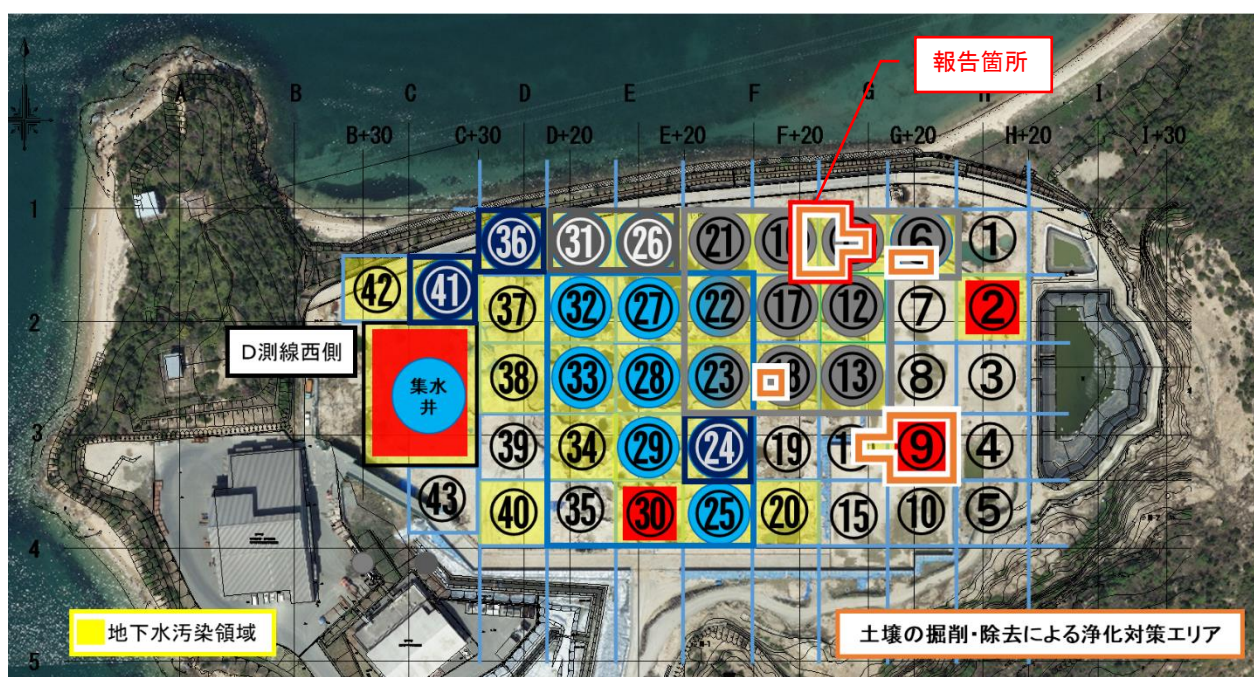 報告箇所
A
B
C
D
E
F
G
H
I
B+30
C+30
D+20
E+20
F+20
G+20
H+20
I+30
1
㊱
㉛
㉖
㉑
⑥
①
㊷
㊶
㊲
㉜
㉗
㉒
⑰
⑫
⑦
②
2
D測線西側
集水
井
㊳
㉝
㉘
㉓
⑬
⑧
③
3
㊴
㉞
㉙
㉔
⑲
⑨
④
㊸
㊵
㉟
㉚
㉕
⑳
⑮
⑩
⑤
4
地下水汚染領域
土壌の掘削・除去による浄化対策エリア
5